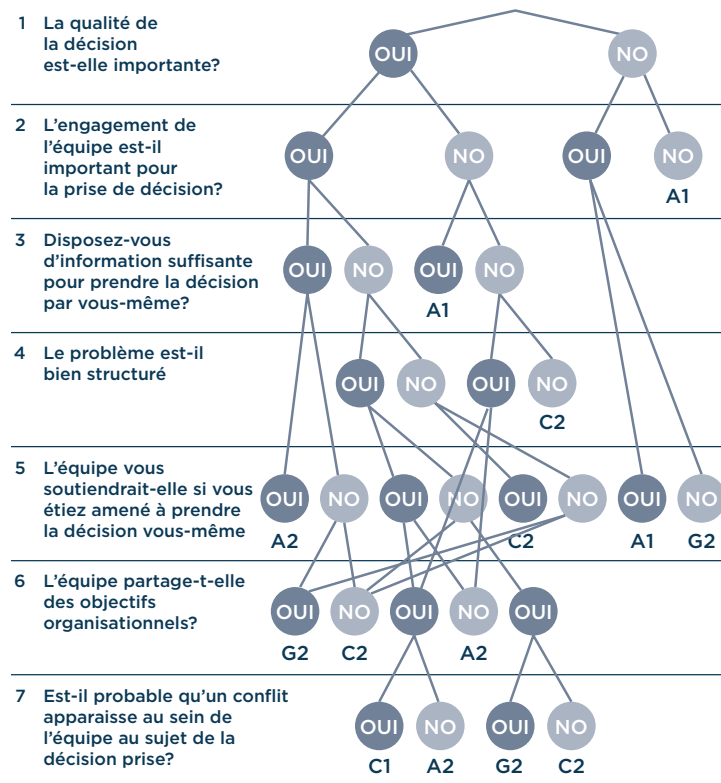 1 La qualité de
la décision
est-elle importante?
OUI NO
2 L'engagement de
l'équipe est-il
important pour
la prise de décision?
OUI NO OUI NO
A1
3 Disposez-vous
d'information suffisante
pour prendre la décision
par vous-même?
OUI NO OUI NO
A1
4 Le problème est-il
bien structuré
OUI NO OUI NO
C2
5 L'équipe vous
soutiendrait-elle si vous
étiez amené à prendre
la décision vous-même
OUI NO OUI NO OUI NO OUI NO
A2 C2 A1 G2
6 L'équipe partage-t-elle
des objectifs
organisationnels?
OUI NO OUI NO OUI
G2 C2 A2
7 Est-il probable qu'un conflit
apparaisse au sein de
l'équipe au sujet de la
décision prise?
OUI NO OUI NO
C1 A2 G2 C2